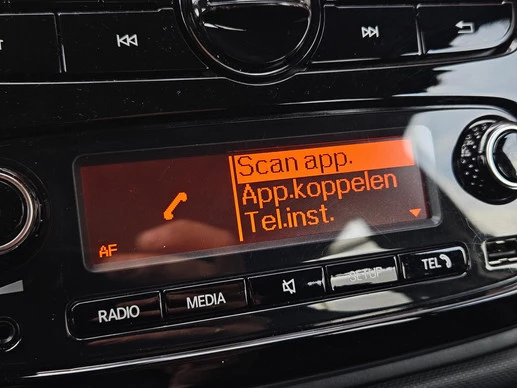 Scan app.
App.koppelen
Tel.inst.
AF
RADIO
MEDIA
SETUP
TEL